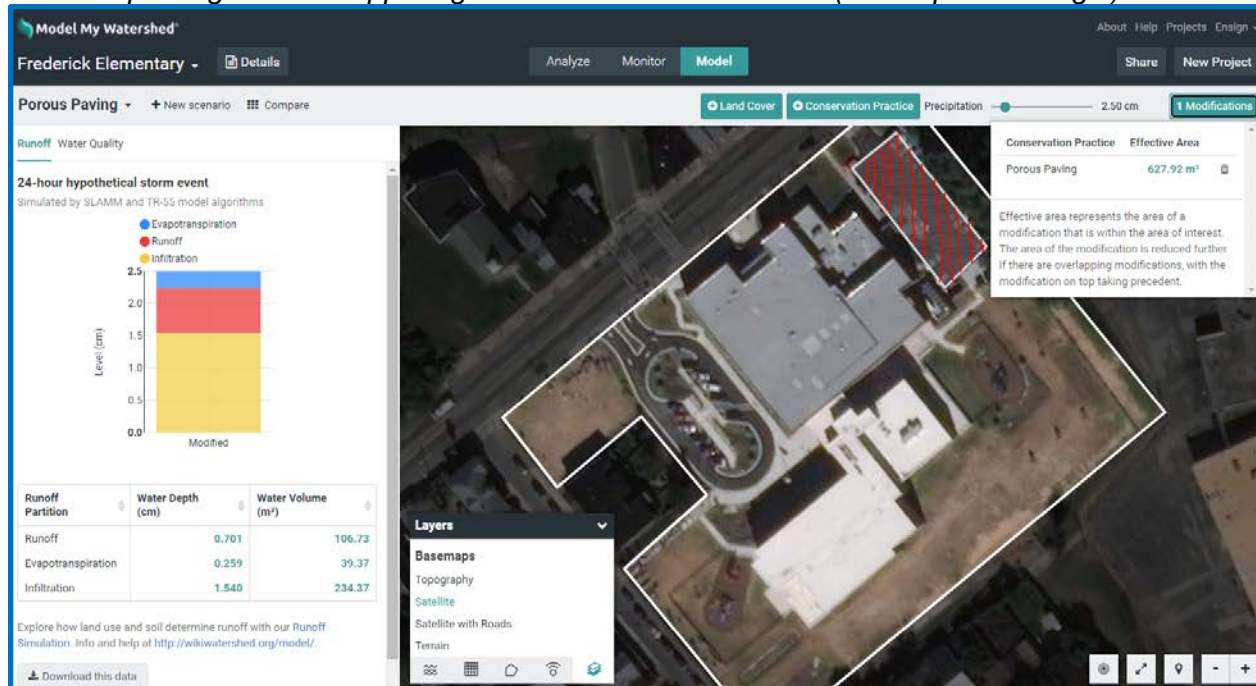 Model My Watershed
About Help Projects Ensign
Frederick Elementary
Details
Analyze Monitor Model
Share New Project
Porous Paving
+ New scenario
Compare
Land Cover
Conservation Practice
Precipitation
2.50 cm
1 Modifications
Runoff Water Quality
Conservation Practice Effective Area
Porous Paving 627.92 m²
Effective area represents the area of a
modification that is within the area of interest.
The area of the modification is reduced further
if there are overlapping modifications, with the
modification on top taking precedent.
24-hour hypothetical storm event
Simulated by SLAMM and TR-55 model algorithms
Evapotranspiration
Runoff
Infiltration
2.5
2.0
1.5
1.0
0.5
0.0
Level (cm)
Modified
Runoff Partition
Water Depth (cm)
Water Volume (m³)
Runoff 0.701 106.73
Evapotranspiration 0.259 39.37
Infiltration 1.540 234.37
Explore how land use and soil determine runoff with our Runoff
Simulation. Info and help at http://wikiwatershed.org/model/.
Download this data
Layers
Basemaps
Topography
Satellite
Satellite with Roads
Terrain
- +